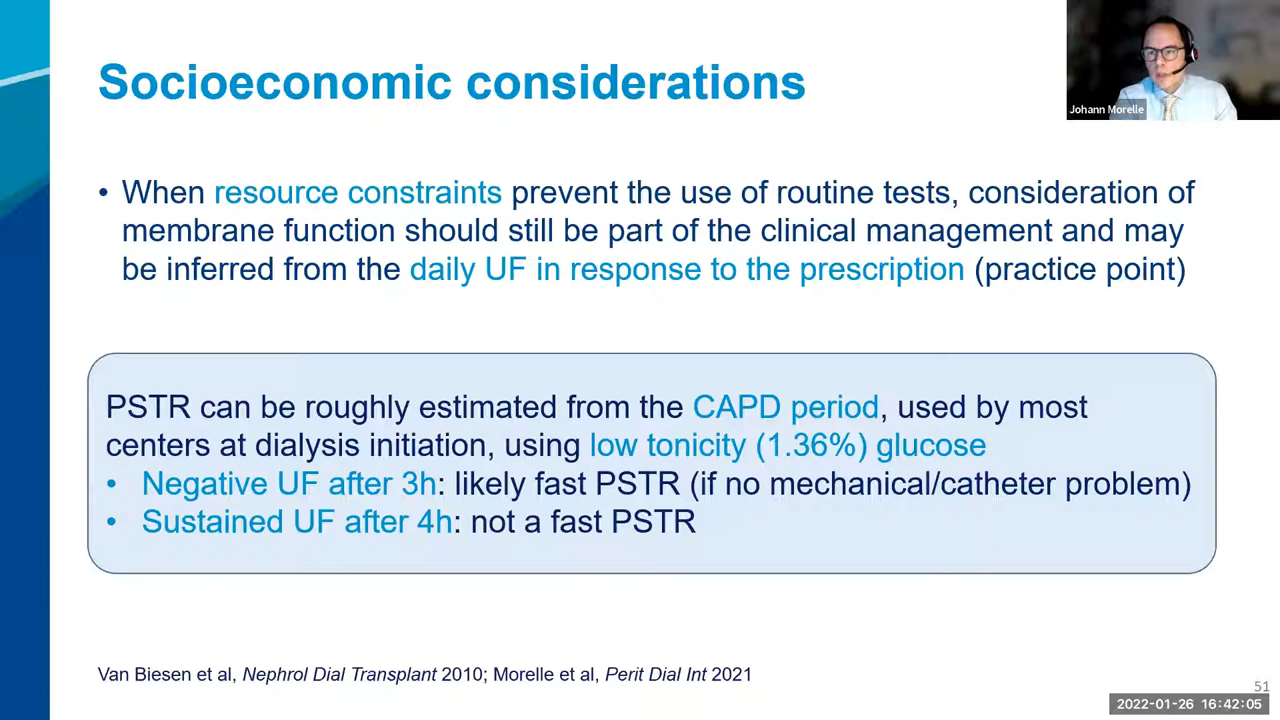 Socioeconomic considerations
Johann Morelle
• When resource constraints prevent the use of routine tests, consideration of
membrane function should still be part of the clinical management and may
be inferred from the daily UF in response to the prescription (practice point)
PSTR can be roughly estimated from the CAPD period, used by most
centers at dialysis initiation, using low tonicity (1.36%) glucose
• Negative UF after 3h: likely fast PSTR (if no mechanical/catheter problem)
• Sustained UF after 4h: not a fast PSTR
Van Biesen et al, Nephrol Dial Transplant 2010; Morelle et al, Perit Dial Int 2021
51
2022-01-26 16:42:05